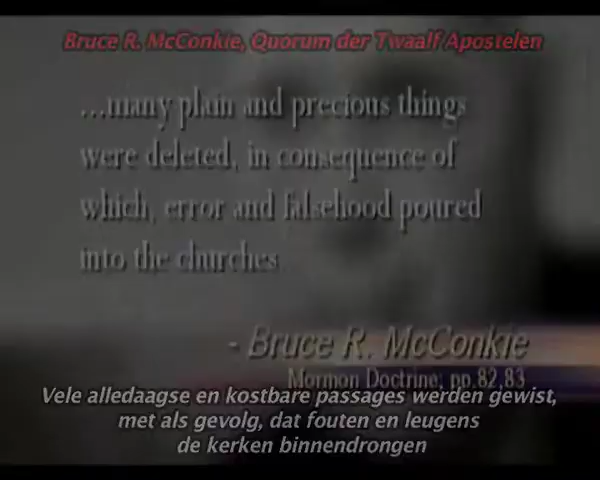 Bruce R. McConkie, Quorum der Twaalf Apostelen
...many plain and precious things
were deleted, in consequence of
which, error and falsehood poured
into the churches
- Bruce R. McConkie
Mormon Doctrine; pp.82,83
Vele alledaagse en kostbare passages werden gewist,
met als gevolg, dat fouten en leugens
de kerken binnendrongen